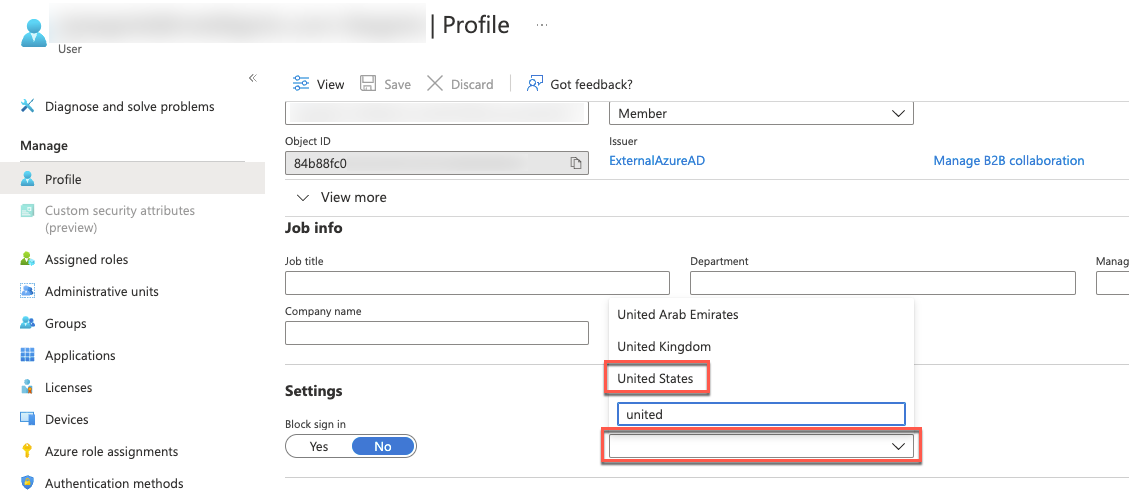 | Profile
...
User
«
View
Save
Discard
Got feedback?
Diagnose and solve problems
Manage
Profile
Custom security attributes
(preview)
Assigned roles
Administrative units
Groups
Applications
Licenses
Devices
Azure role assignments
Authentication methods
Member
Object ID
Issuer
84b88fc0
ExternalAzureAD
Manage B2B collaboration
View more
Job info
Job title
Department
Manag
Company name
United Arab Emirates
United Kingdom
United States
united
Settings
Block sign in
Yes
No